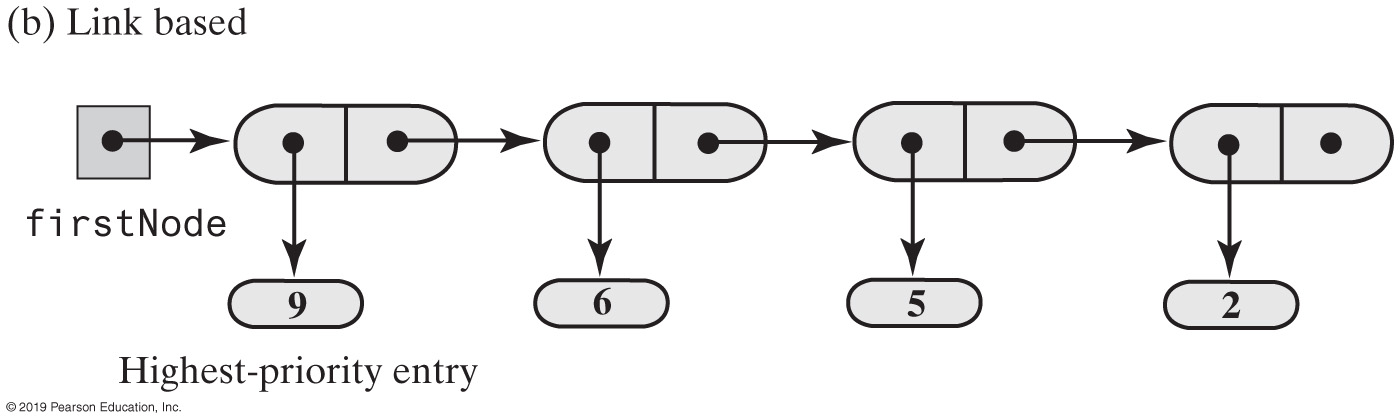 (b) Link based
firstNode
9 6 5 2
Highest-priority entry
© 2019 Pearson Education, Inc.